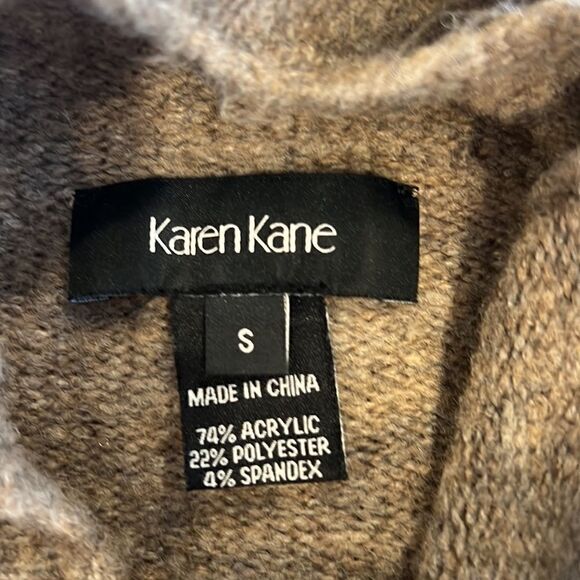 Karen Kane
S
MADE IN CHINA
74% ACRYLIC
22% POLYESTER
4% SPANDEX